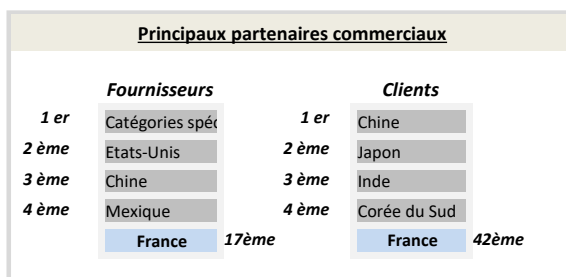 Principaux partenaires commerciaux
Fournisseurs Clients
1 er Catégories spéc 1 er Chine
2 ème Etats-Unis 2 ème Japon
3 ème Chine 3 ème Inde
4 ème Mexique 4 ème Corée du Sud
France 17ème France 42ème